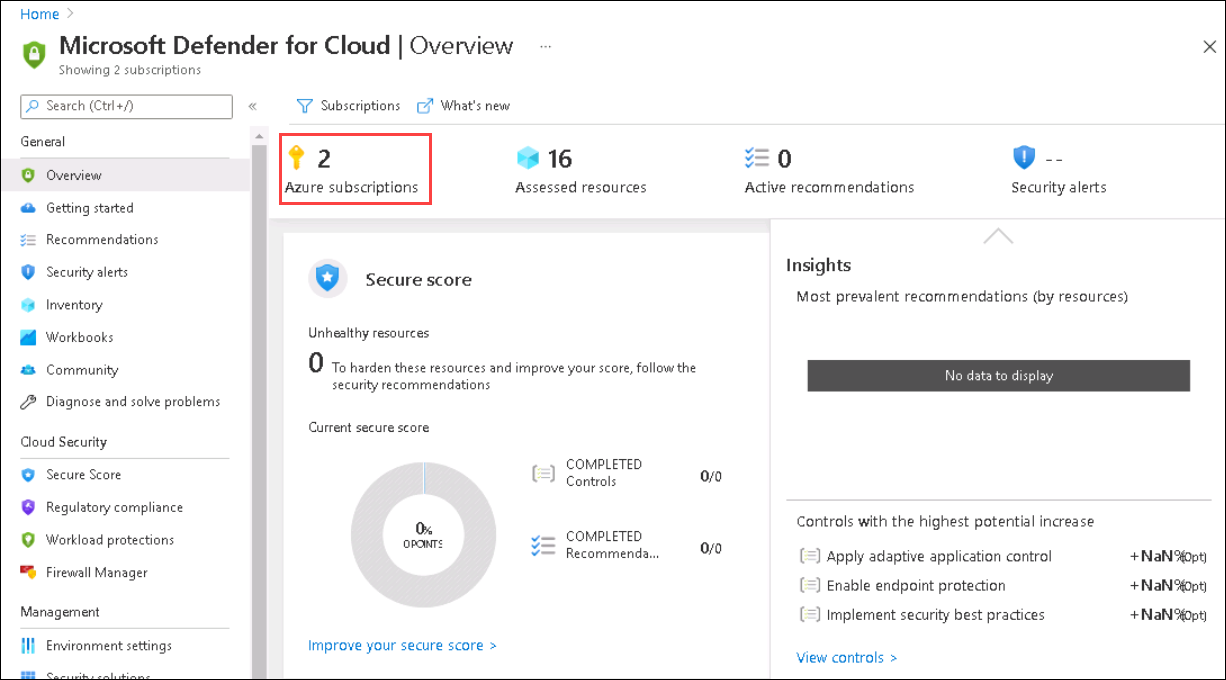 Home >
Microsoft Defender for Cloud | Overview ...
Showing 2 subscriptions
Search (Ctrl+/)
«
Subscriptions
What's new
General
Overview
Getting started
Recommendations
Security alerts
Inventory
Workbooks
Community
Diagnose and solve problems
Cloud Security
Secure Score
Regulatory compliance
Workload protections
Firewall Manager
Management
Environment settings
Security solutions
2
Azure subscriptions
16
Assessed resources
0
Active recommendations
--
Security alerts
Secure score
Unhealthy resources
0 To harden these resources and improve your score, follow the
security recommendations
Current secure score
0%
0 POINTS
COMPLETED
Controls
0/0
COMPLETED
Recommenda...
0/0
Improve your secure score >
Insights
Most prevalent recommendations (by resources)
No data to display
Controls with the highest potential increase
Apply adaptive application control +NaN%(0pt)
Enable endpoint protection +NaN%(0pt)
Implement security best practices +NaN%(0pt)
View controls >